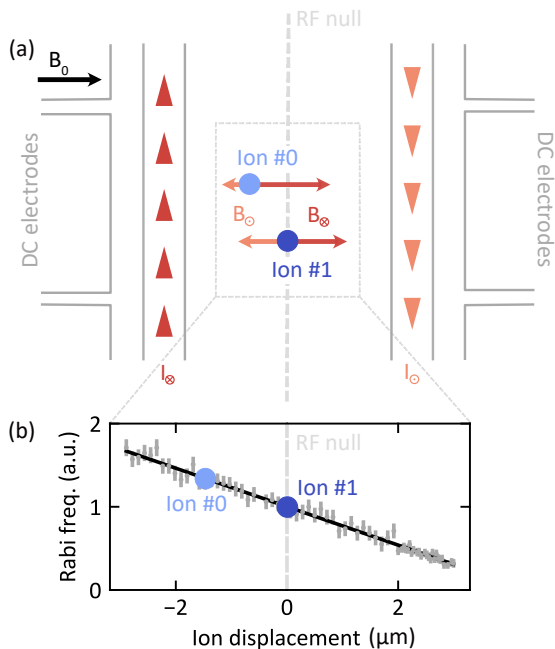 RF null
(a)
B₀
Ion #0
DC electrodes
DC electrodes
B⊙
B⊗
Ion #1
I⊗
I⊙
(b)
2
RF null
Rabi freq. (a.u.)
Ion #1
1
Ion #0
0
−2
0
2
Ion displacement (μm)